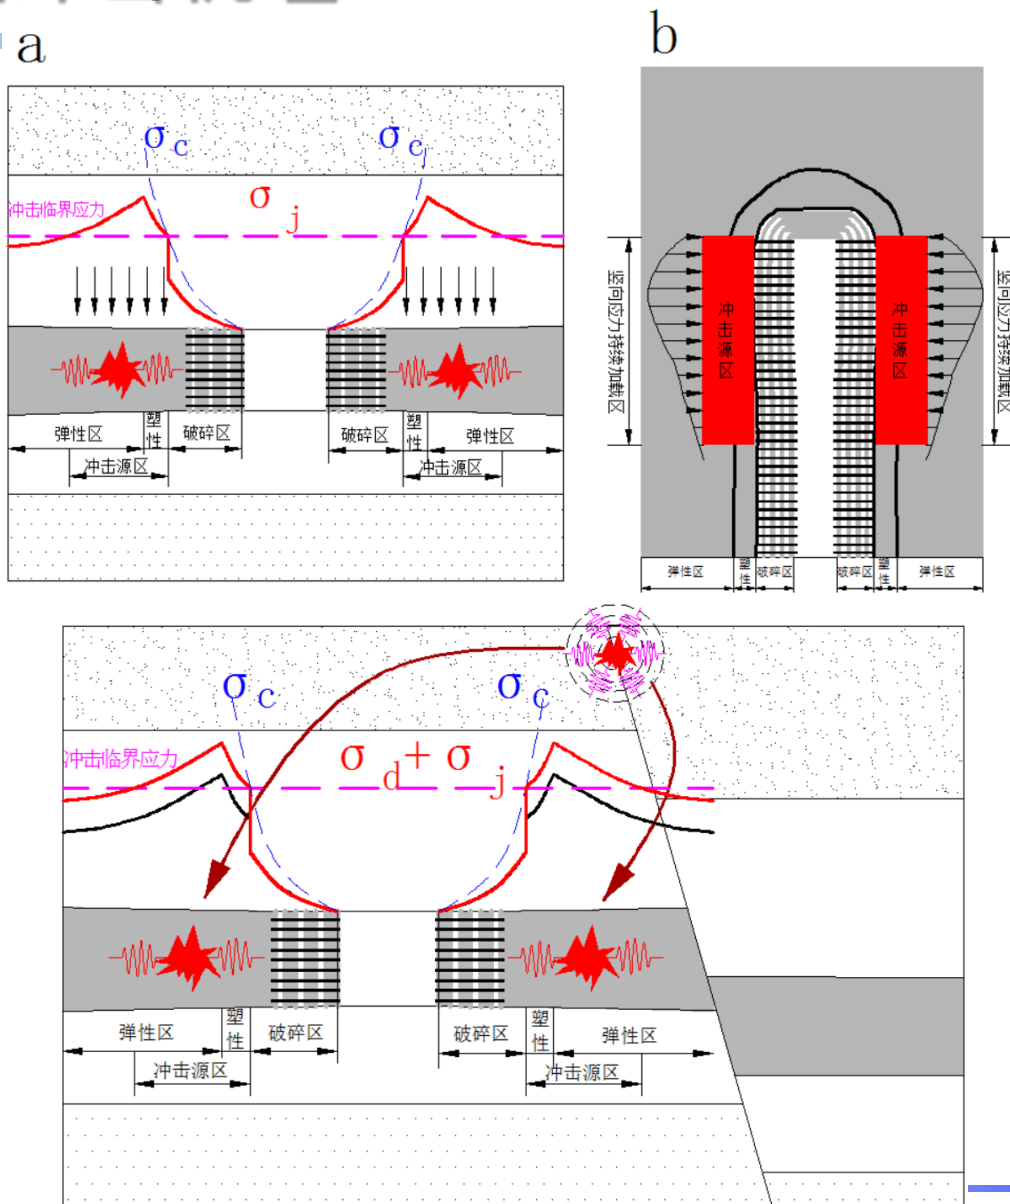 a
b
σc
σc
σj
冲击临界应力
弹性区
塑性
破碎区
破碎区
塑性
弹性区
冲击源区
冲击源区
竖向应力持续加载区
冲击源区
冲击源区
竖向应力持续加载区
弹性区
塑性
破碎区
破碎区
塑性
弹性区
σc
σc
冲击临界应力
σd+σj
弹性区
塑性
破碎区
破碎区
塑性
弹性区
冲击源区
冲击源区